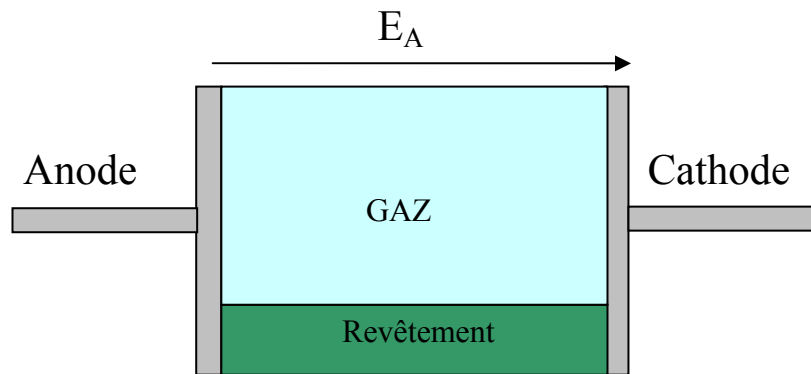 E_A
Anode
Cathode
GAZ
Revêtement